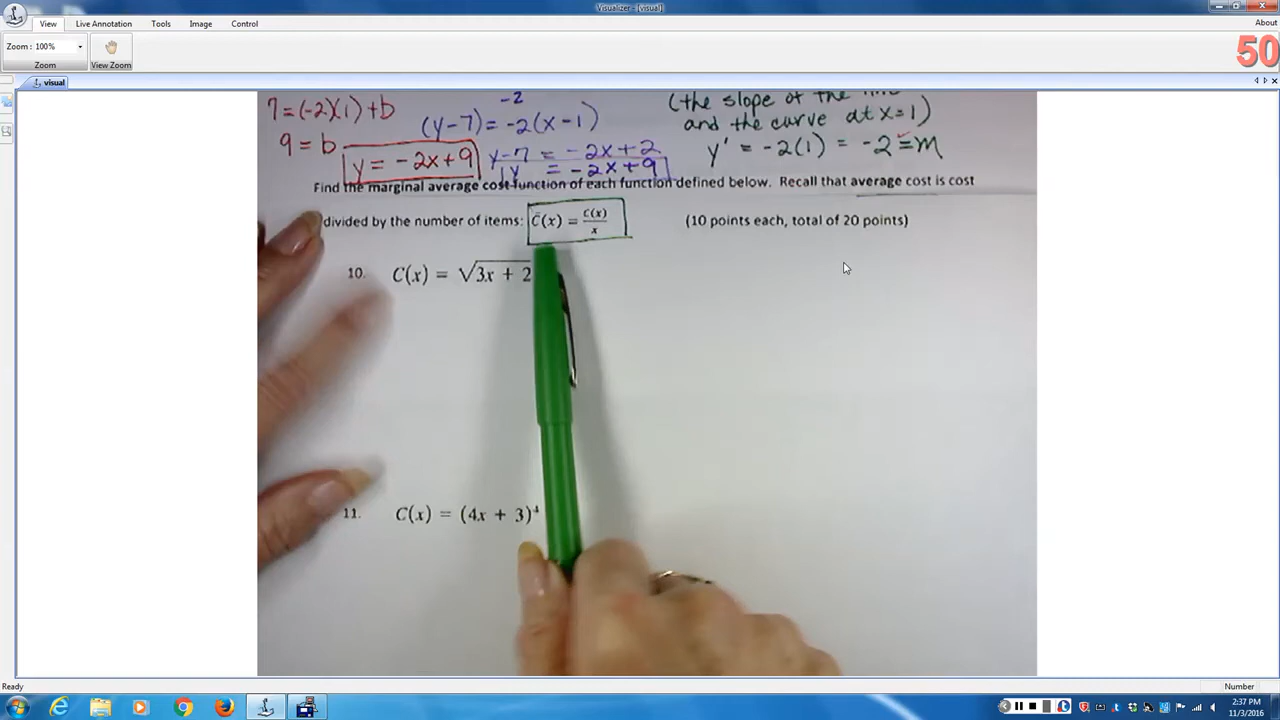 Visualizer - [visual]
View Live Annotation Tools Image Control
About
Zoom : 100%
View Zoom
50
Zoom View Zoom
visual
7 = (-2)(1) + b
9 = b
y = -2x+9
-2
(y-7) = -2(x-1)
y-7 = -2x+2
y = -2x+9
(the slope of the
and the curve at x=1)
y' = -2(1) = -2 = m
Find the marginal average cost function of each function defined below. Recall that average cost is cost
divided by the number of items: C̄(x) = C(x)/x (10 points each, total of 20 points)
10. C(x) = √3x + 2
11. C(x) = (4x + 3)⁴
Ready
Number
2:37 PM
11/3/2016